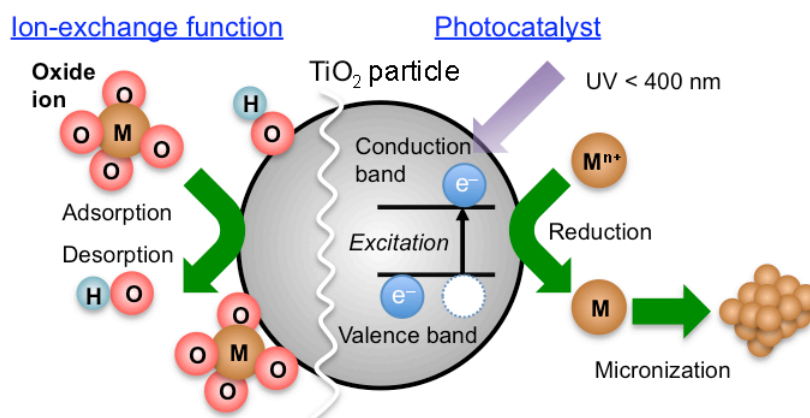 Ion-exchange function
Photocatalyst
Oxide
ion
O
O M O
O
H
O
TiO₂ particle
UV < 400 nm
Conduction
band
e⁻
Mⁿ⁺
Adsorption
Excitation
Reduction
Desorption
H O
e⁻
M
Valence band
O
O M O
O
Micronization